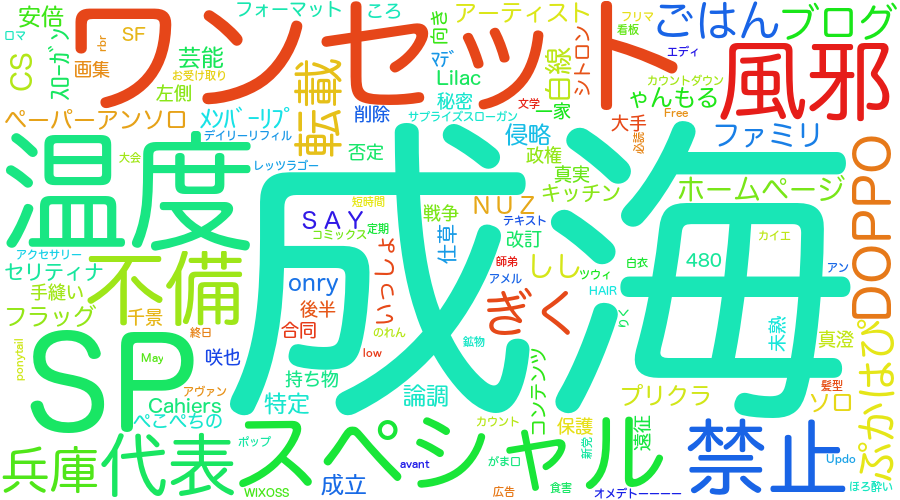 安倍
フォーマット
ころ
向き
アーティスト
フリマ
看板
ごはん
ブログ
ロマ
rbr
SF
芸能
ワンセット
ﾏﾃﾞ
Lilac
白線
シトロン
エディ
風邪
CS
ｽﾛｰｶﾞﾝ
画集
お受け取り
左側
転載
秘密
一家
文学
カウントダウン
ゃんもる
ペーパーアンソロ
ﾒﾝﾊﾞｰﾘﾌﾟ
削除
サプライズスローガン
侵略
大手
Free
必読
ファミリ
デイリーリフィル
温度
大会
レッツラゴー
否定
政権
真実
キッチン
ホームページ
DOPPO
短時間
戦争
NUZ
SAY
コミックス
定期
テキスト
改訂
仕草
カイエ
アクセサリー
セリティナ
不備
いっしょ
師弟
しし
白衣
480
アン
手縫い
onry
アメル
ツウィ
HAIR
フラッグ
千景
後半
ぎく
成海
りく
未熟
真澄
ぷかはぴ
終日
合同
のれん
鉱物
SP
May
咲也
low
ponytail
持ち物
コンテンツ
プリクラ
髪型
ソロ
アヴァン
Cahiers
特定
論調
ぺこぺちの
カウント
保護
遠征
禁止
兵庫
代表
ポップ
スペシャル
新党
avant
がま口
Updo
WIXOSS
成立
広告
食害
オメデトーーーー
ほろ酔い